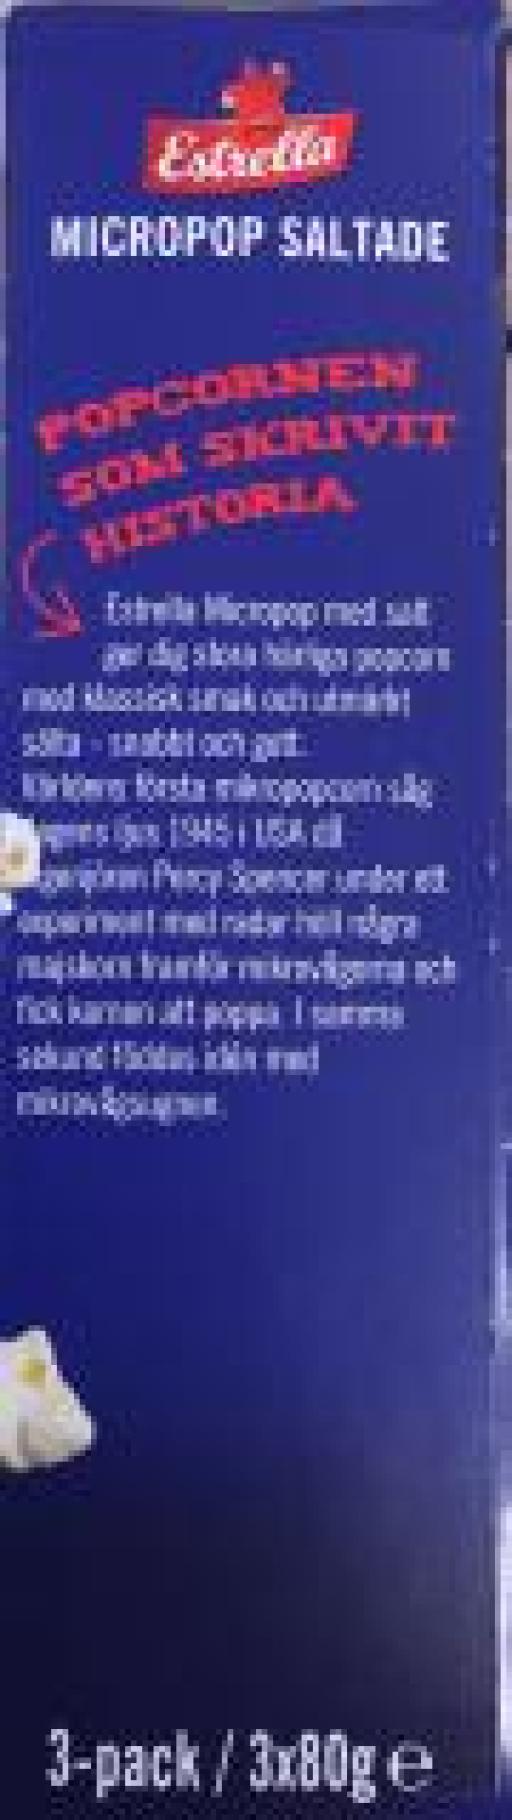 Estrella
MICROPOP SALTADE
POPCORNEN
SOM SKRIVIT
HISTORIA
Estrella Micropop med salt
ger dig stora härliga popcorn
med klassisk smak och utmärkt
sälta - snabbt och gott.
Världens första mikropopcorn såg
ljus 1945 i USA då
Percy Spencer under ett
experiment med radar höll några
majskorn framför mikrovågorna och
fick kornen att poppa. I samma
sekund föddes idén med
mikrovågsugnen.
3-pack / 3x80g ℮